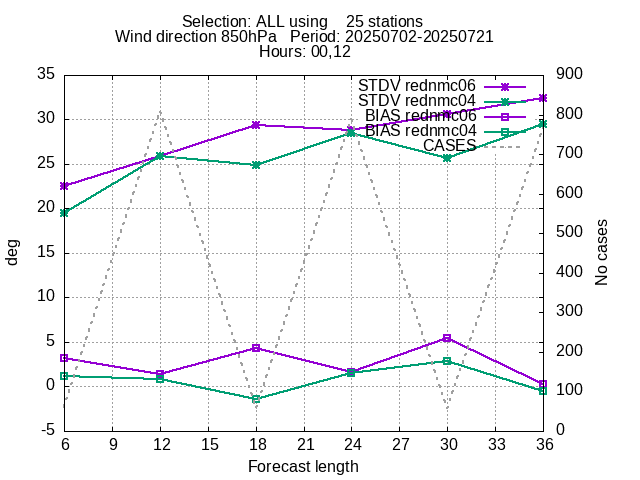 Selection: ALL using 25 stations
Wind direction 850hPa Period: 20250702-20250721
Hours: 00,12
STDV rednmc06
STDV rednmc04
BIAS rednmc06
BIAS rednmc04
CASES
35
30
25
20
15
10
5
0
-5
deg
900
800
700
600
500
400
300
200
100
0
No cases
6 9 12 15 18 21 24 27 30 33 36
Forecast length